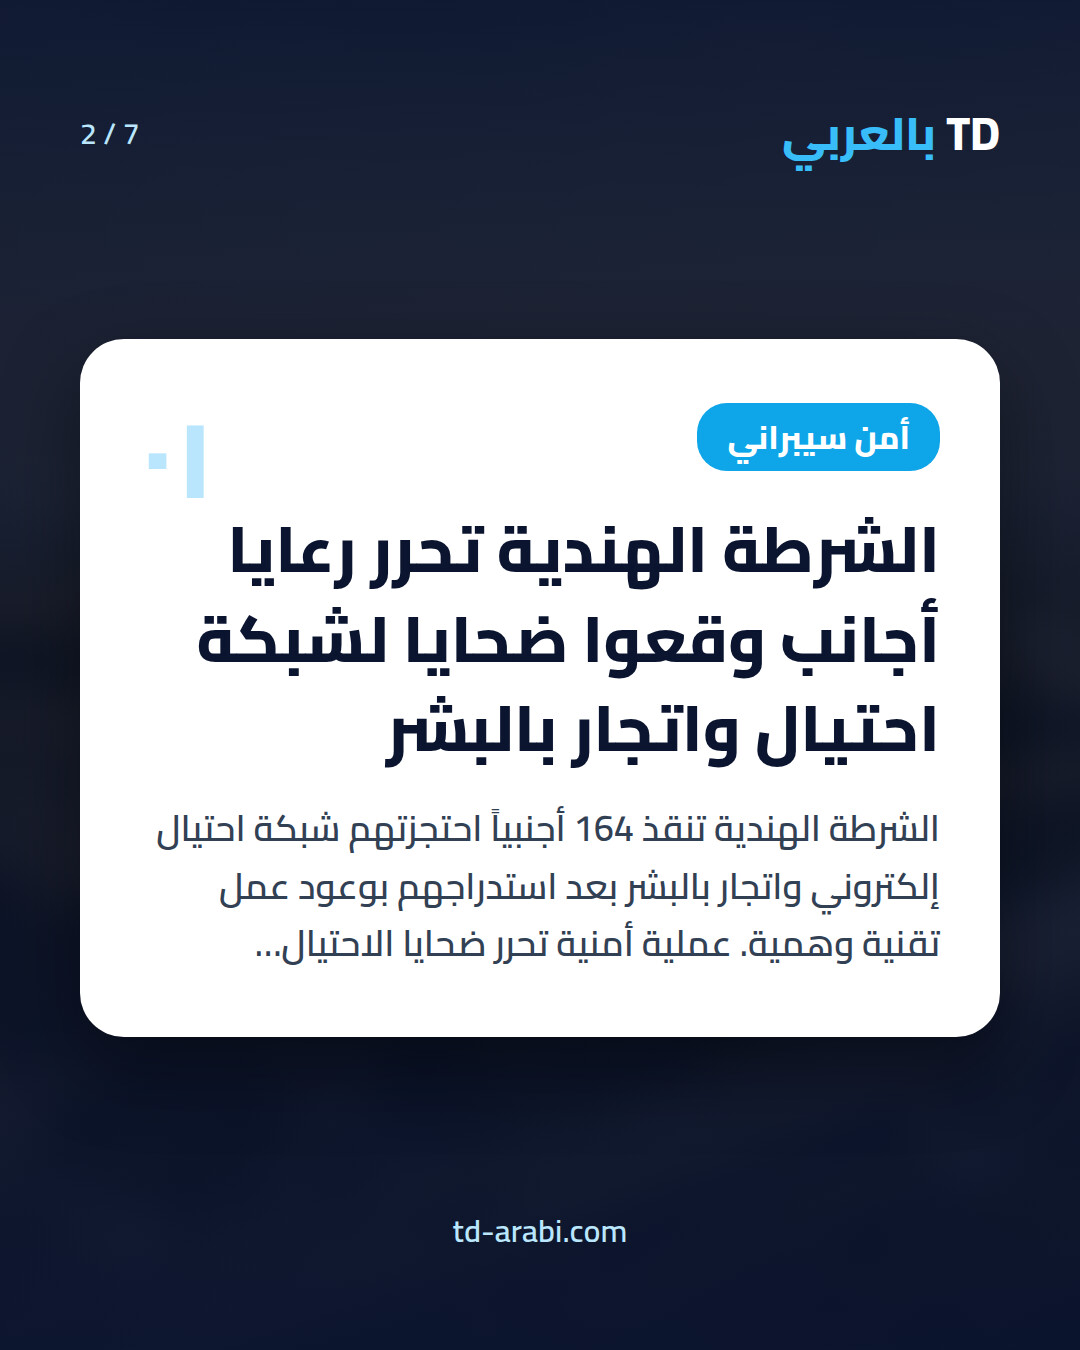 TD بالعربي
2 / 7
أمن سيبراني
٠١
الشرطة الهندية تحرر رعايا
أجانب وقعوا ضحايا لشبكة
احتيال واتجار بالبشر
الشرطة الهندية تنقذ 164 أجنبياً احتجزتهم شبكة احتيال
إلكتروني واتجار بالبشر بعد استدراجهم بوعود عمل
تقنية وهمية. عملية أمنية تحرر ضحايا الاحتيال...
td-arabi.com